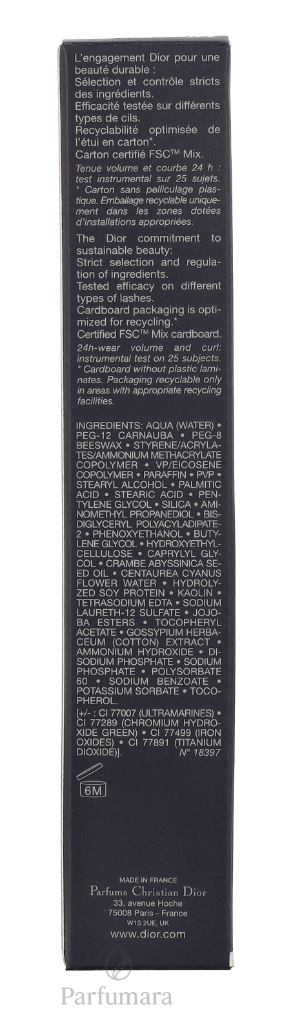 L'engagement Dior pour une
beauté durable :
Sélection et contrôle stricts
des ingrédients.
Efficacité testée sur différents
types de cils.
Recyclabilité optimisée de
l'étui en carton*.
Carton certifié FSC™ Mix.
Tenue volume et courbe 24 h :
test instrumental sur 25 sujets.
* Carton sans pelliculage plas-
tique. Emballage recyclable unique-
ment dans les zones dotées
d'installations appropriées.
The Dior commitment to
sustainable beauty:
Strict selection and regula-
tion of ingredients.
Tested efficacy on different
types of lashes.
Cardboard packaging is opti-
mized for recycling.*
Certified FSC™ Mix cardboard.
24h-wear volume and curl:
instrumental test on 25 subjects.
* Cardboard without plastic lami-
nates. Packaging recyclable only
in areas with appropriate recycling
facilities.
INGREDIENTS: AQUA (WATER) •
PEG-12 CARNAUBA • PEG-8
BEESWAX • STYRENE/ACRYLA-
TES/AMMONIUM METHACRYLATE
COPOLYMER • VP/EICOSENE
COPOLYMER • PARAFFIN • PVP •
STEARYL ALCOHOL • PALMITIC
ACID • STEARIC ACID • PEN-
TYLENE GLYCOL • SILICA • AMI-
NOMETHYL PROPANEDIOL • BIS-
DIGLYCERYL POLYACYLADIPATE-
2 • PHENOXYETHANOL • BUTY-
LENE GLYCOL • HYDROXYETHYL-
CELLULOSE • CAPRYLYL GLY-
COL • CRAMBE ABYSSINICA SE-
ED OIL • CENTAUREA CYANUS
FLOWER WATER • HYDROLY-
ZED SOY PROTEIN • KAOLIN •
TETRASODIUM EDTA • SODIUM
LAURETH-12 SULFATE • JOJO-
BA ESTERS • TOCOPHERYL
ACETATE • GOSSYPIUM HERBA-
CEUM (COTTON) EXTRACT •
AMMONIUM HYDROXIDE • DI-
SODIUM PHOSPHATE • SODIUM
PHOSPHATE • POLYSORBATE
60 • SODIUM BENZOATE •
POTASSIUM SORBATE • TOCO-
PHEROL.
[+/- : CI 77007 (ULTRAMARINES) •
CI 77289 (CHROMIUM HYDRO-
XIDE GREEN) • CI 77499 (IRON
OXIDES) • CI 77891 (TITANIUM
DIOXIDE)]. N° 18397
6M
MADE IN FRANCE
Parfums Christian Dior
33, avenue Hoche
75008 Paris - France
W1S 2UE, UK
www.dior.com
Parfumara